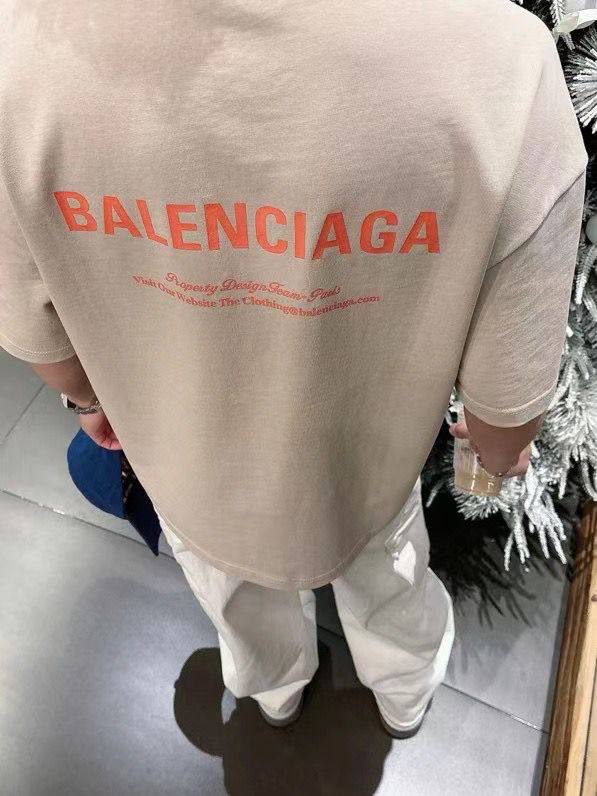 BALENCIAGA
Property Design Team-Paris
Visit Our Website The Clothing@balenciaga.com